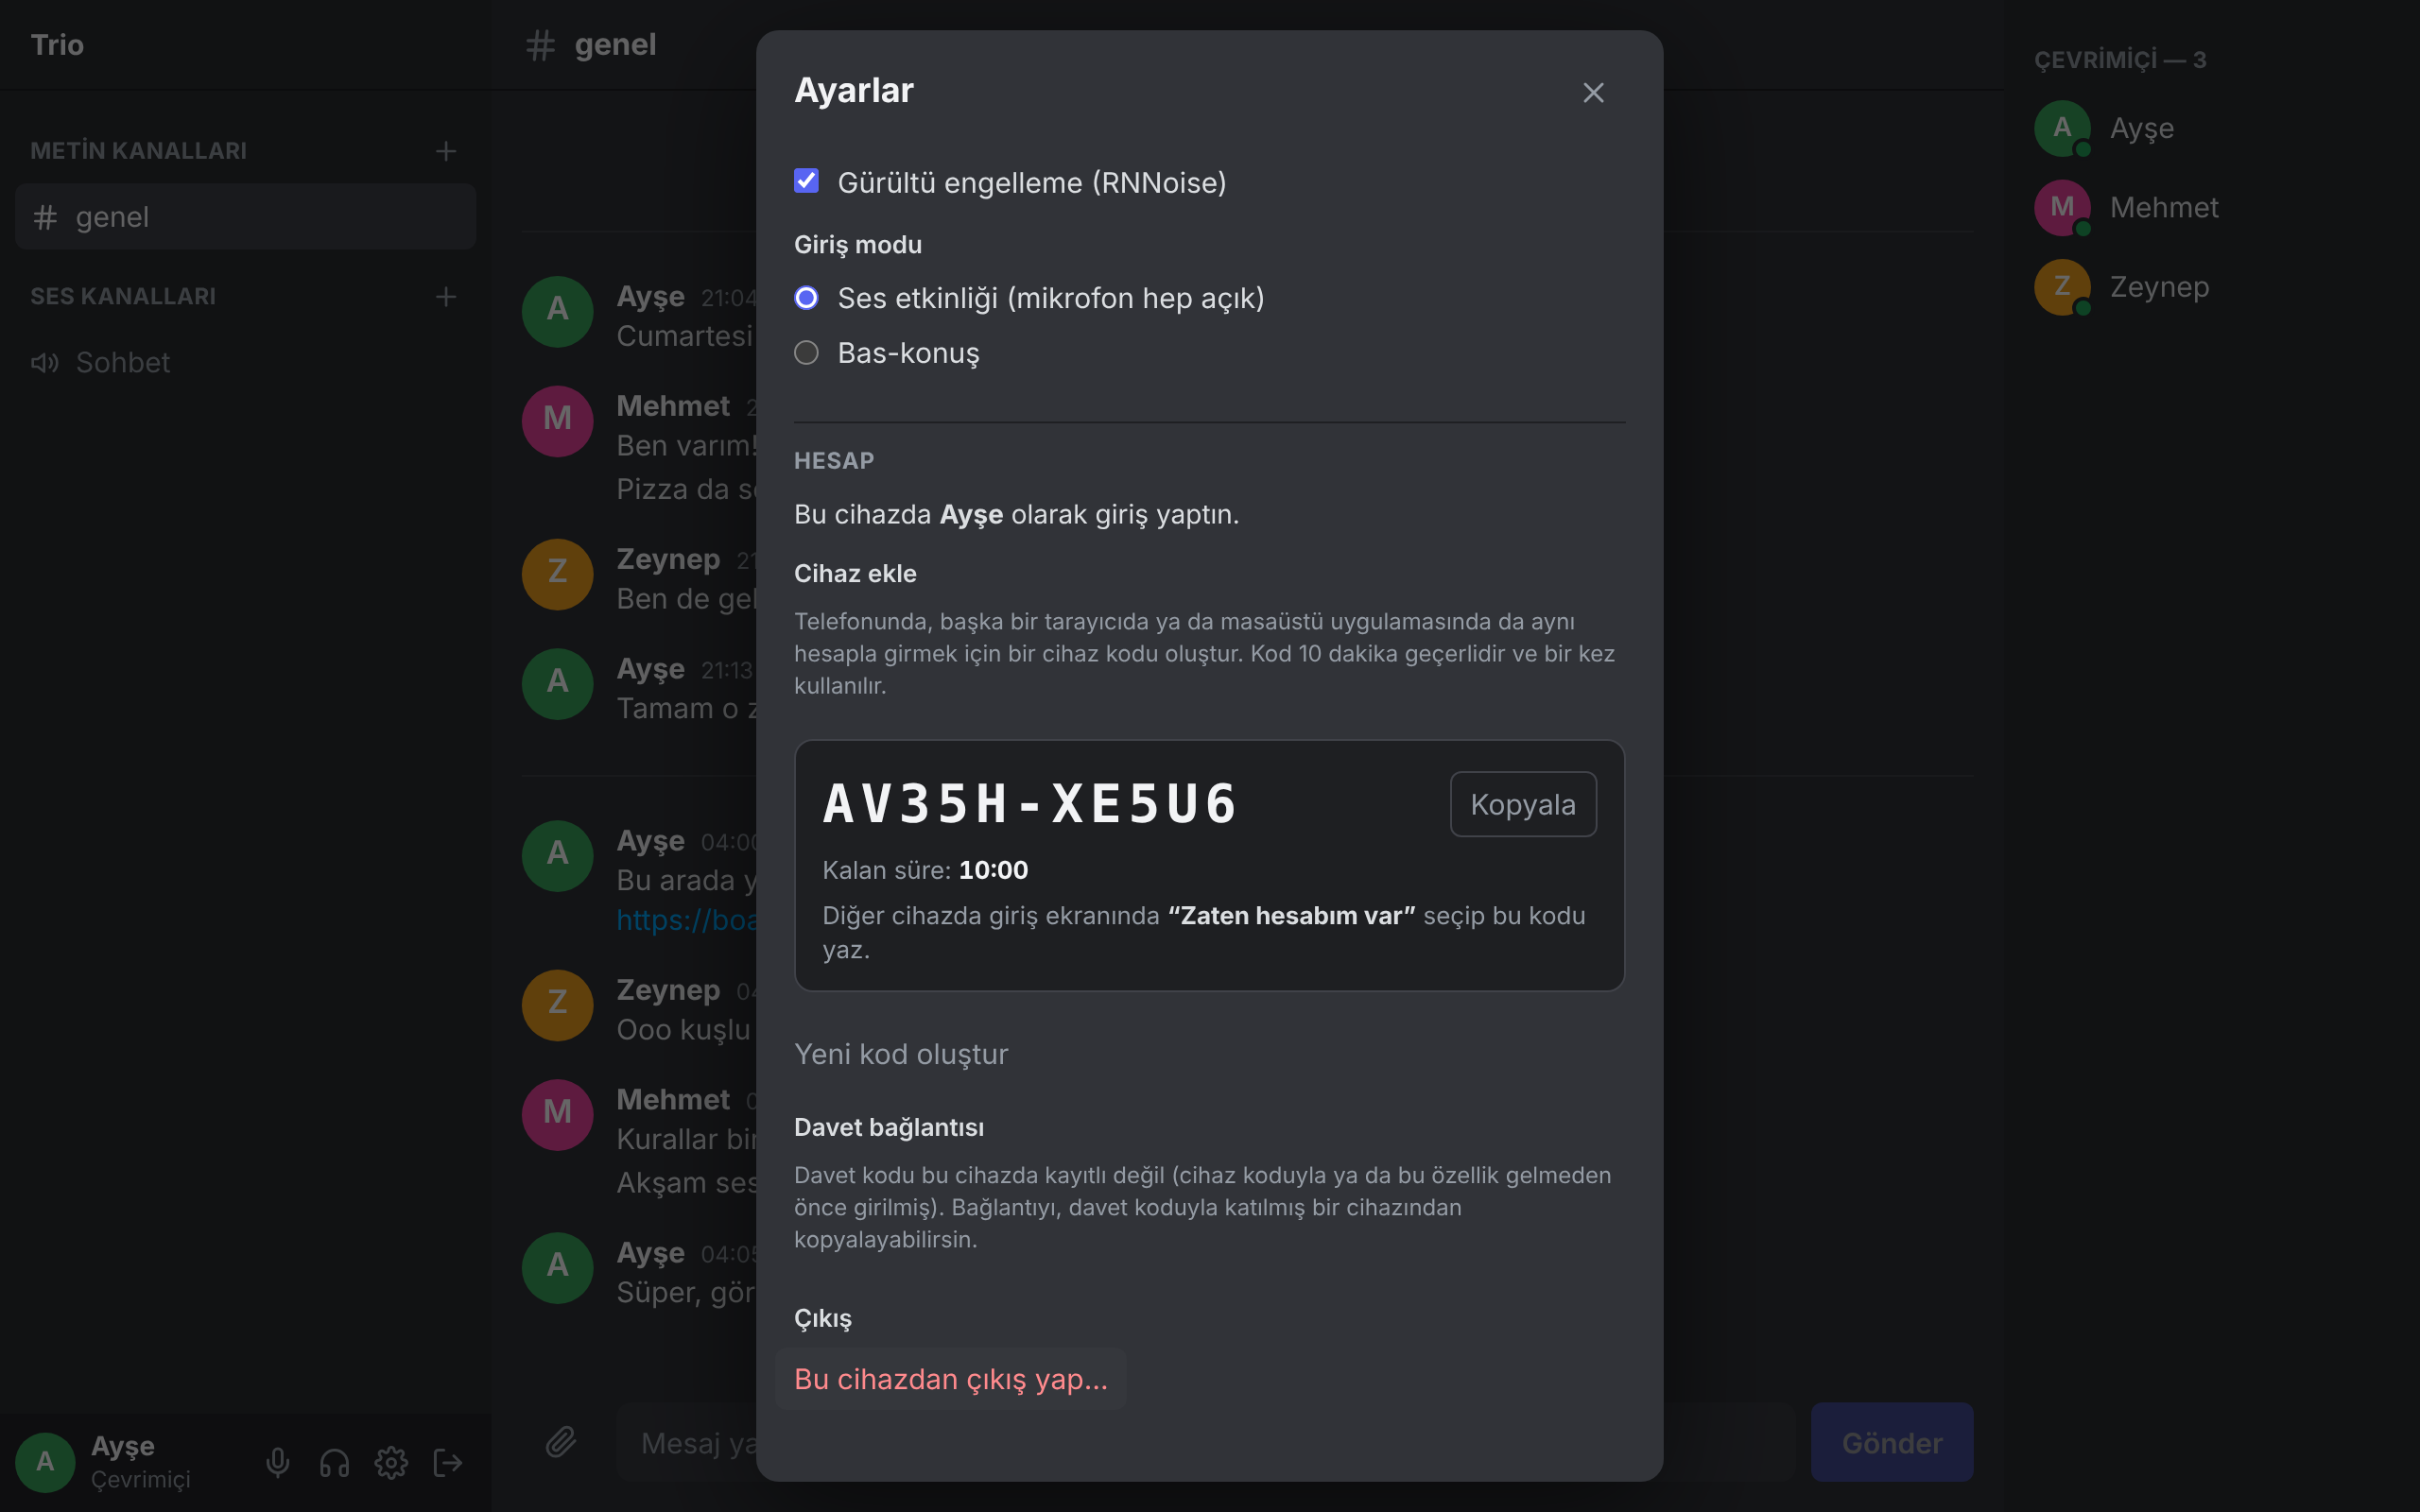 Trio
METİN KANALLARI
genel
SES KANALLARI
Sohbet
Ayşe
Çevrimiçi
# genel
Ayşe 21:04
Cumartesi
Mehmet
Ben varım!
Pizza da
Zeynep
Ben de
Ayşe 21:13
Tamam o
Ayşe
Bu arada
https://
Zeynep
Ooo kuşlu
Mehmet
Kurallar
Akşam
Ayşe
Süper,
Gönder
Ayarlar
Gürültü engelleme (RNNoise)
Giriş modu
Ses etkinliği (mikrofon hep açık)
Bas-konuş
HESAP
Bu cihazda Ayşe olarak giriş yaptın.
Cihaz ekle
Telefonunda, başka bir tarayıcıda ya da masaüstü uygulamasında da aynı
hesapla girmek için bir cihaz kodu oluştur. Kod 10 dakika geçerlidir ve bir kez
kullanılır.
AV35H-XE5U6
Kopyala
Kalan süre: 10:00
Diğer cihazda giriş ekranında “Zaten hesabım var” seçip bu kodu
yaz.
Yeni kod oluştur
Davet bağlantısı
Davet kodu bu cihazda kayıtlı değil (cihaz koduyla ya da bu özellik gelmeden
önce girilmiş). Bağlantıyı, davet koduyla katılmış bir cihazından
kopyalayabilirsin.
Çıkış
Bu cihazdan çıkış yap...
Mesaj
ÇEVRİMİÇİ — 3
A Ayşe
M Mehmet
Z Zeynep